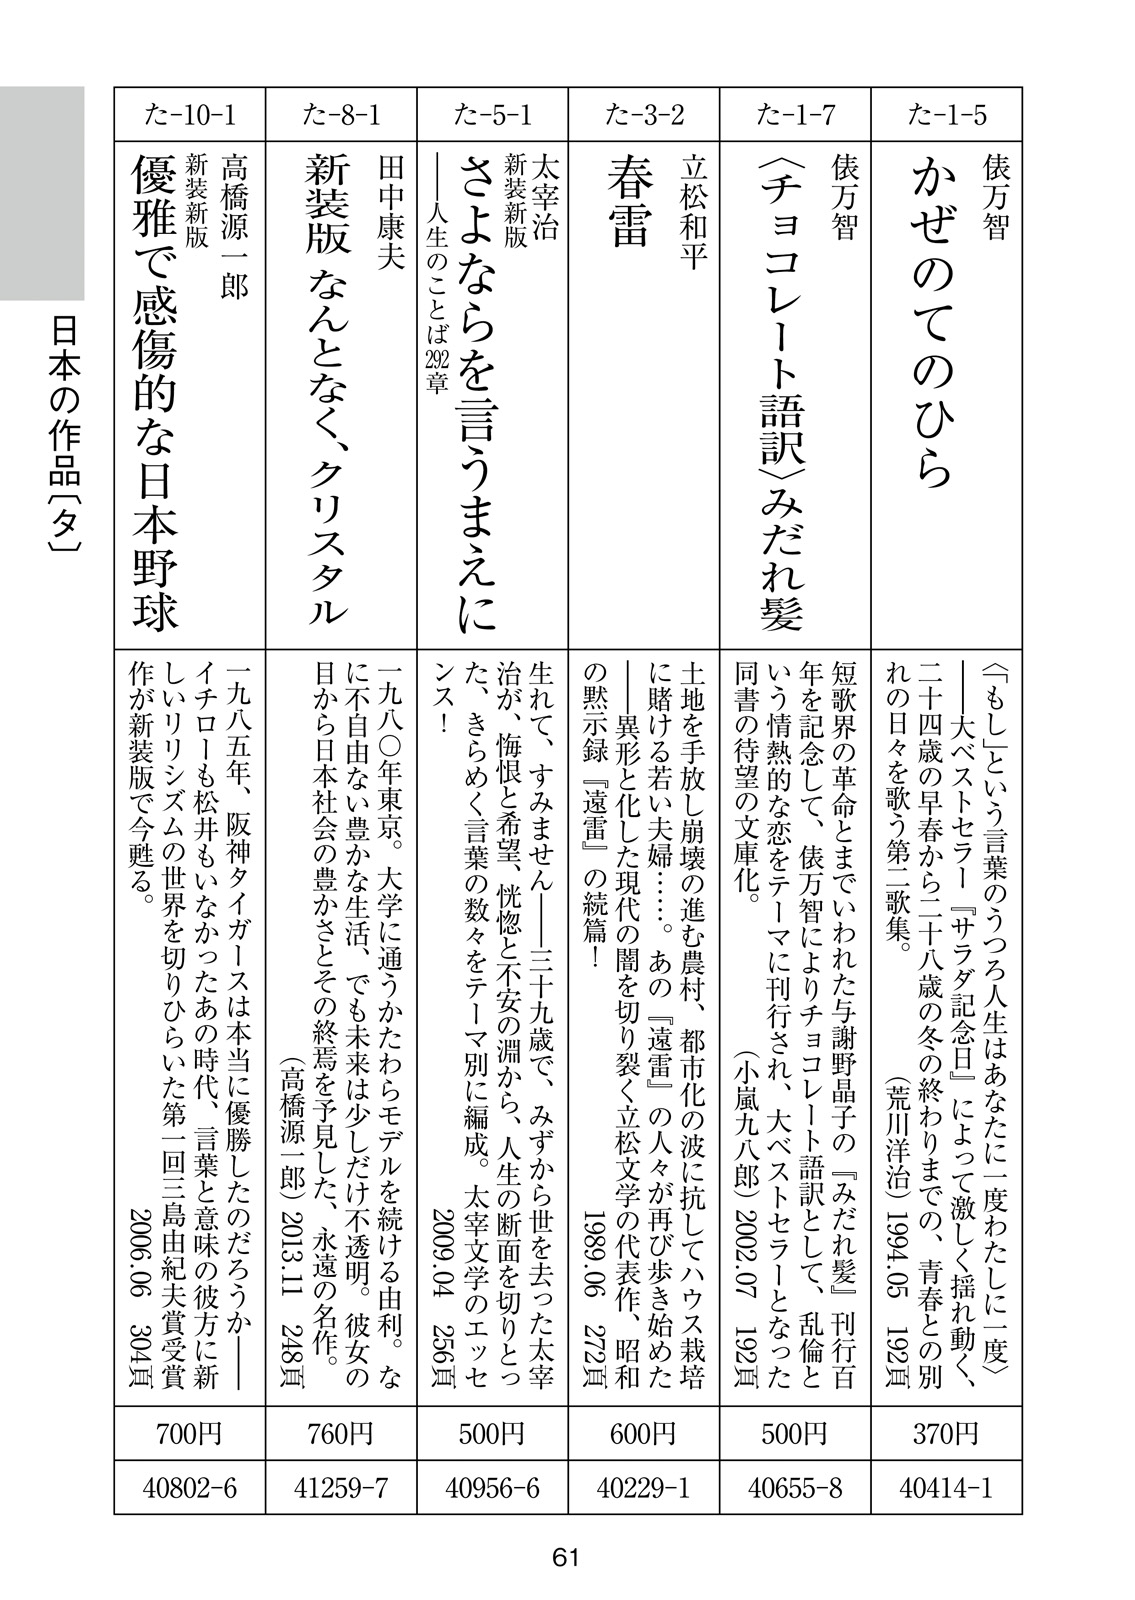 日本の作品〔タ〕
た-1-5
俵万智
かぜのてのひら
〈「もし」という言葉のうつろ人生はあなたに一度わたしに一度〉
――大ベストセラー『サラダ記念日』によって激しく揺れ動く、
二十四歳の早春から二十八歳の冬の終わりまでの、青春との別
れの日々を歌う第二歌集。 (荒川洋治) 1994.05 192頁
370円
40414-1
た-1-7
俵万智
〈チョコレート語訳〉みだれ髪
短歌界の革命とまでいわれた与謝野晶子の『みだれ髪』刊行百
年を記念して、俵万智によりチョコレート語訳として、乱倫と
いう情熱的な恋をテーマに刊行され、大ベストセラーとなった
同書の待望の文庫化。 (小嵐九八郎) 2002.07 192頁
500円
40655-8
た-3-2
立松和平
春雷
土地を手放し崩壊の進む農村、都市化の波に抗してハウス栽培
に賭ける若い夫婦……。あの『遠雷』の人々が再び歩き始めた
――異形と化した現代の闇を切り裂く立松文学の代表作、昭和
の黙示録『遠雷』の続篇！ 1989.06 272頁
600円
40229-1
た-5-1
太宰治
新装新版
さよならを言うまえに
――人生のことば292章
生れて、すみません――三十九歳で、みずから世を去った太宰
治が、悔恨と希望、恍惚と不安の淵から、人生の断面を切りとっ
た、きらめく言葉の数々をテーマ別に編成。太宰文学のエッセ
ンス！ 2009.04 256頁
500円
40956-6
た-8-1
田中康夫
新装版 なんとなく、クリスタル
一九八〇年東京。大学に通うかたわらモデルを続ける由利。な
に不自由ない豊かな生活、でも未来は少しだけ不透明。彼女の
目から日本社会の豊かさとその終焉を予見した、永遠の名作。
(高橋源一郎) 2013.11 248頁
760円
41259-7
た-10-1
高橋源一郎
新装新版
優雅で感傷的な日本野球
一九八五年、阪神タイガースは本当に優勝したのだろうか――
イチローも松井もいなかったあの時代、言葉と意味の彼方に新
しいリリシズムの世界を切りひらいた第一回三島由紀夫賞受賞
作が新装版で今甦る。 2006.06 304頁
700円
40802-6
61